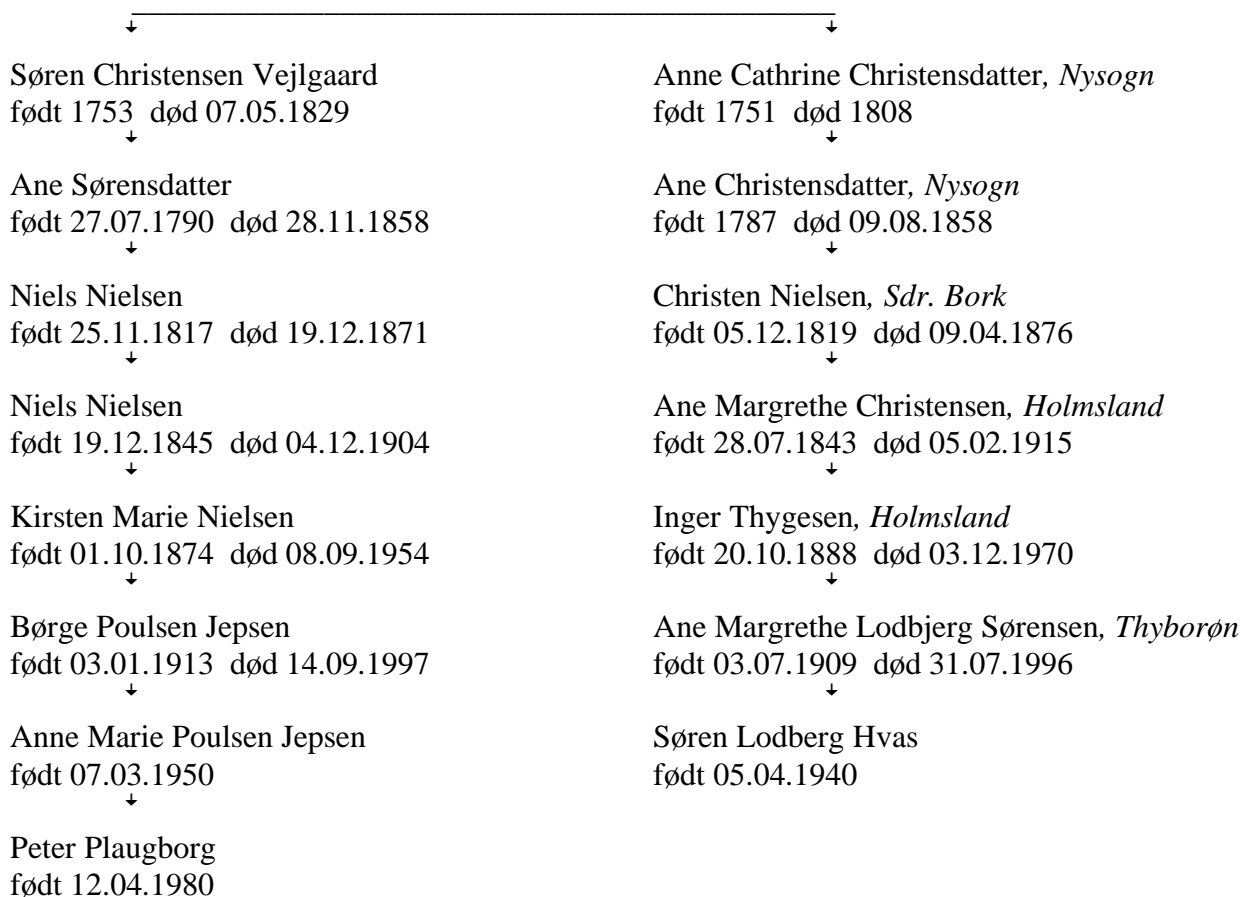 Søren Christensen Vejlgaard
født 1753  død 07.05.1829
Anne Cathrine Christensdatter, Nysogn
født 1751  død 1808
Ane Sørensdatter
født 27.07.1790  død 28.11.1858
Ane Christensdatter, Nysogn
født 1787  død 09.08.1858
Niels Nielsen
født 25.11.1817  død 19.12.1871
Christen Nielsen, Sdr. Bork
født 05.12.1819  død 09.04.1876
Niels Nielsen
født 19.12.1845  død 04.12.1904
Ane Margrethe Christensen, Holmsland
født 28.07.1843  død 05.02.1915
Kirsten Marie Nielsen
født 01.10.1874  død 08.09.1954
Inger Thygesen, Holmsland
født 20.10.1888  død 03.12.1970
Børge Poulsen Jepsen
født 03.01.1913  død 14.09.1997
Ane Margrethe Lodbjerg Sørensen, Thyborøn
født 03.07.1909  død 31.07.1996
Anne Marie Poulsen Jepsen
født 07.03.1950
Søren Lodberg Hvas
født 05.04.1940
Peter Plaugborg
født 12.04.1980